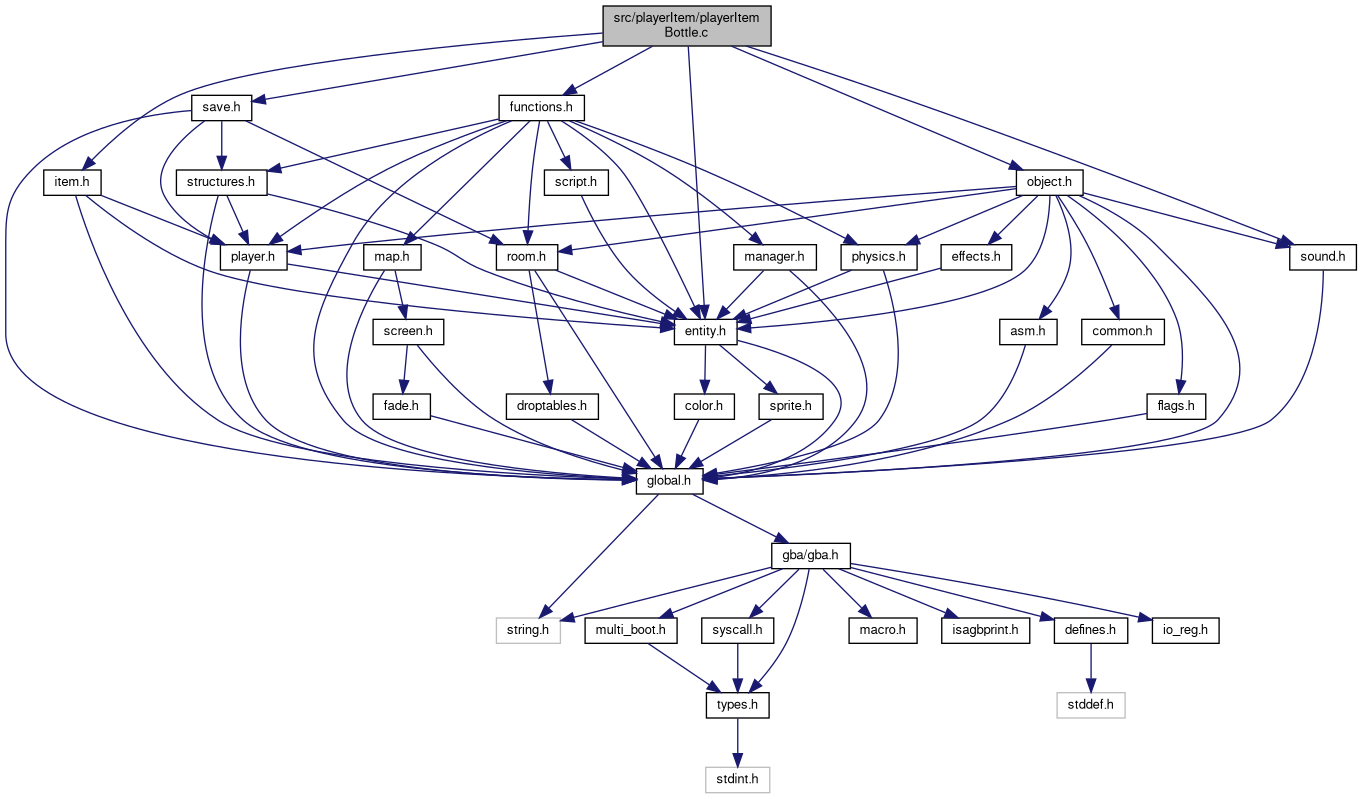 src/playerItem/playerItem
Bottle.c
save.h
functions.h
item.h
structures.h
script.h
object.h
player.h
map.h
room.h
manager.h
physics.h
effects.h
sound.h
screen.h
entity.h
asm.h
common.h
fade.h
droptables.h
color.h
sprite.h
flags.h
global.h
gba/gba.h
string.h
multi_boot.h
syscall.h
macro.h
isagbprint.h
defines.h
io_reg.h
types.h
stddef.h
stdint.h